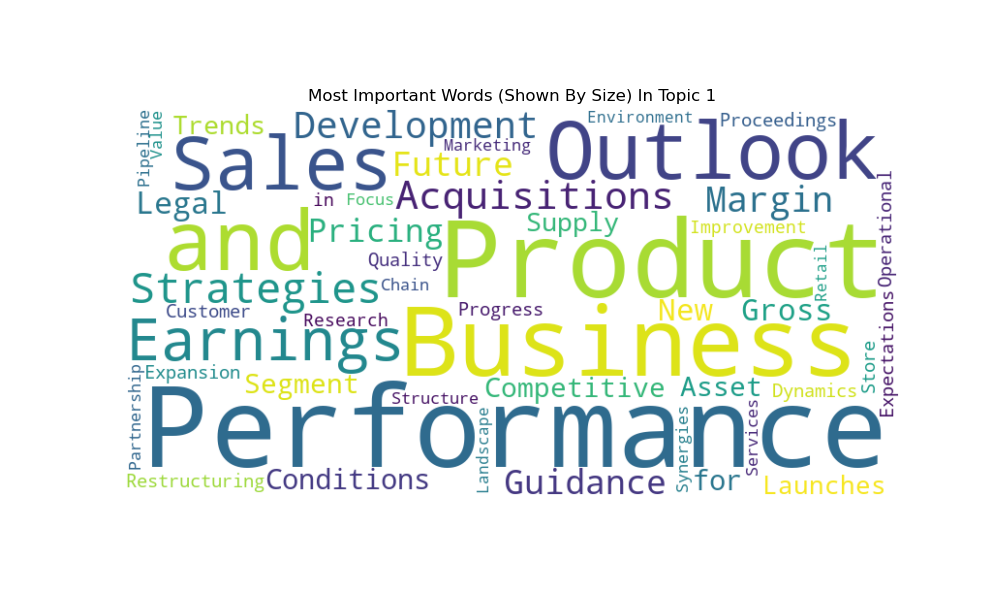 Most Important Words (Shown By Size) In Topic 1
Pipeline
Value
Trends
Sales
Development
Marketing
Future
Outlook
Environment
Proceedings
Legal
in
Focus
Acquisitions
Margin
and
Pricing
Supply
Product
Improvement
Operational
Quality
Chain
Retail
Strategies
Customer
Research
Progress
New
Gross
Earnings
Business
Expectations
Store
Expansion
Partnership
Segment
Structure
Competitive
Asset
Dynamics
Performance
Landscape
Synergies
Services
Restructuring
Conditions
Guidance
for
Launches